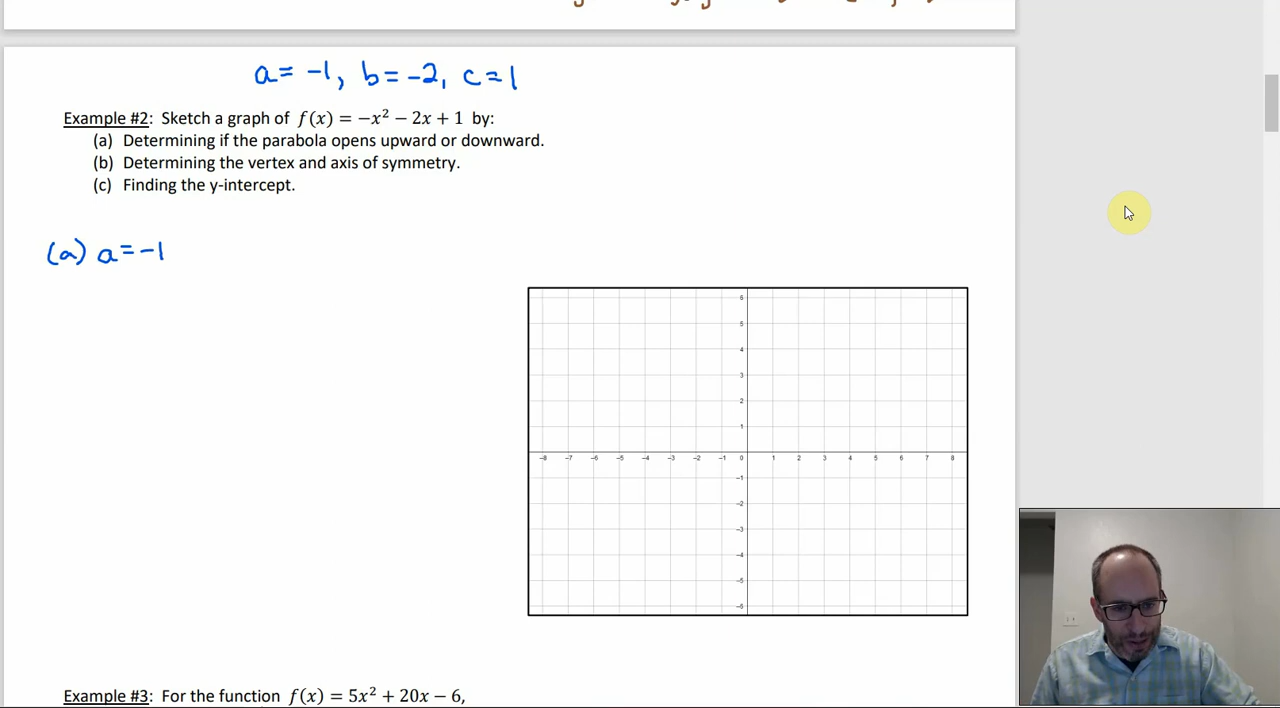 a = -1, b = -2, c = 1
Example #2: Sketch a graph of f(x) = −x² − 2x + 1 by:
(a) Determining if the parabola opens upward or downward.
(b) Determining the vertex and axis of symmetry.
(c) Finding the y-intercept.
(a) a = -1
6
5
4
3
2
1
-8 -7 -6 -5 -4 -3 -2 -1 0 1 2 3 4 5 6 7 8
-1
-2
-3
-4
-5
-6
Example #3: For the function f(x) = 5x² + 20x − 6,